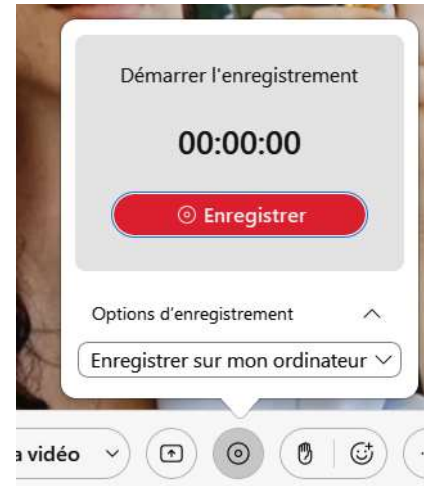 Démarrer l'enregistrement
00:00:00
Enregistrer
Options d'enregistrement
Enregistrer sur mon ordinateur
a vidéo